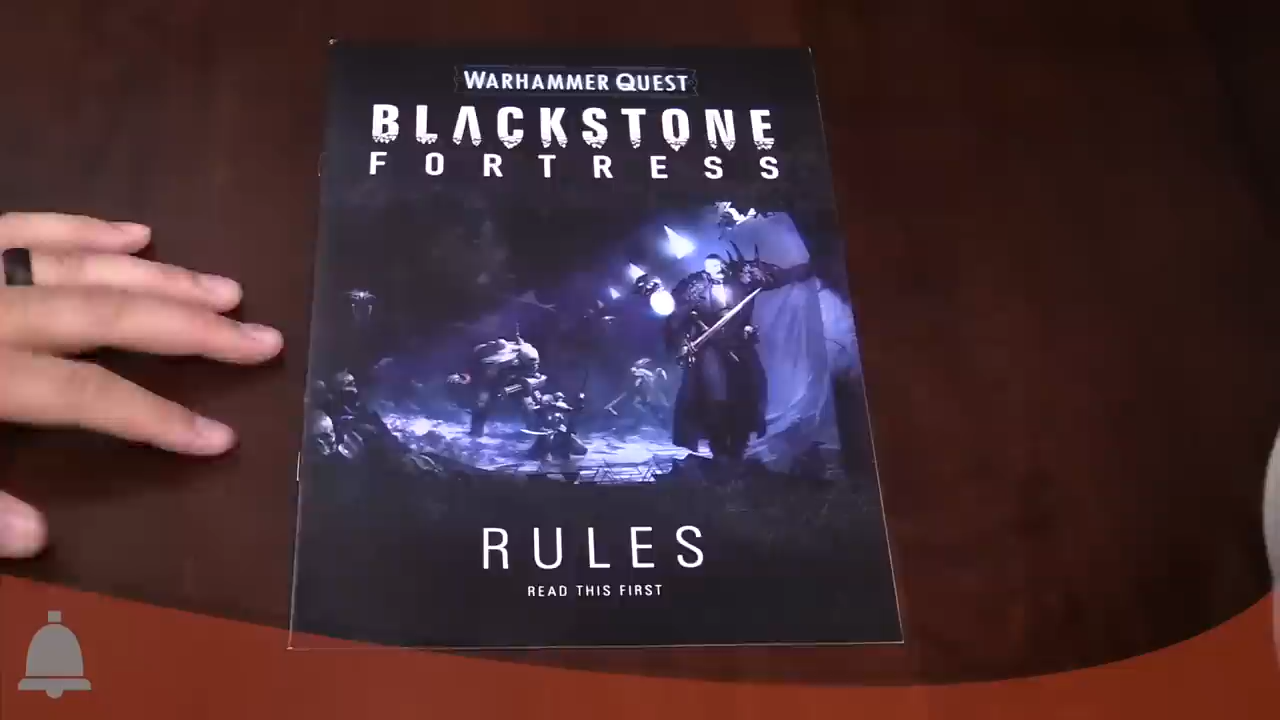 WARHAMMER QUEST
BLACKSTONE
FORTRESS
RULES
READ THIS FIRST